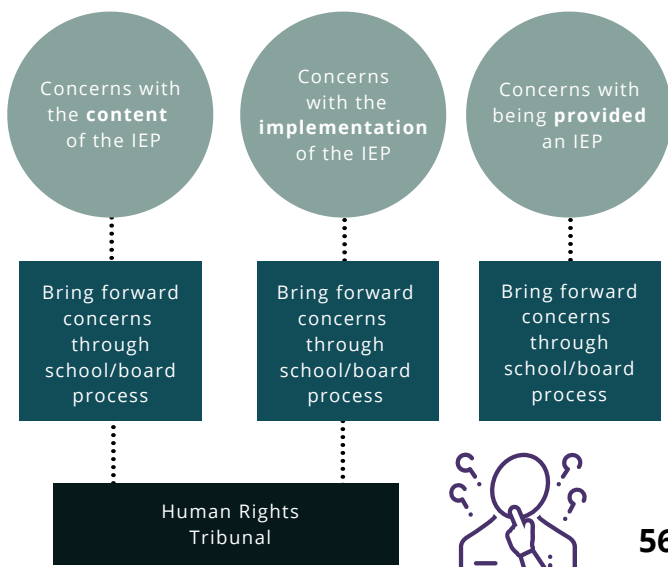 Concerns with
the content
of the IEP
Concerns
with the
implementation
of the IEP
Concerns with
being provided
an IEP
Bring forward
concerns
through
school/board
process
Bring forward
concerns
through
school/board
process
Bring forward
concerns
through
school/board
process
Human Rights
Tribunal
56